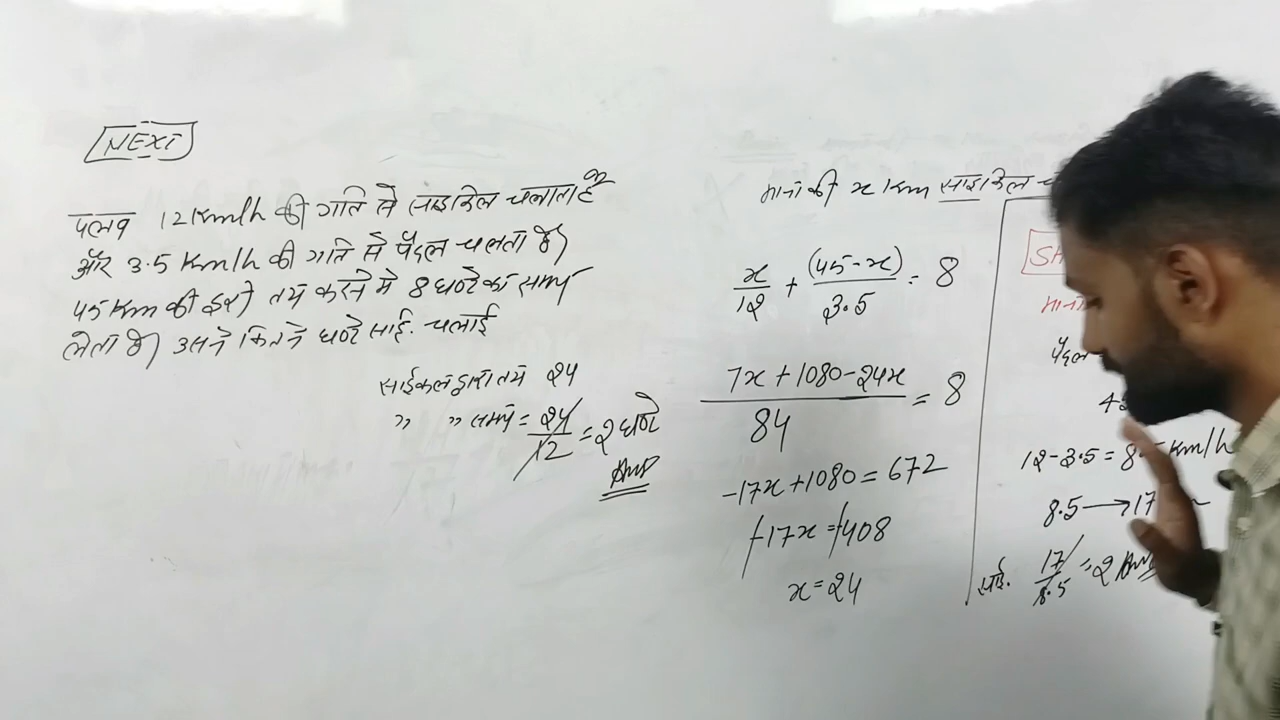 NEXT
पल्लव 12 Km/h की गति से साइकिल चलाता है
और 3.5 Km/h की गति से पैदल चलता है
45 Km की दूरी तय करने मे 8 घण्टे का समय
लेता है उसने कितने घण्टे साई. चलाई
साईकल द्वारा तय 24
" " समय = 24/12 = 2 घण्टे
Ans
माना की x Km साइकिल
x/12 + (45-x)/3.5 = 8
7x + 1080 - 24x / 84 = 8
-17x + 1080 = 672
-17x = -408
x = 24
माना
पैदल
12 - 3.5 = 8.5 Km/h
8.5 → 17
साई. 17/8.5 = 2 Ans